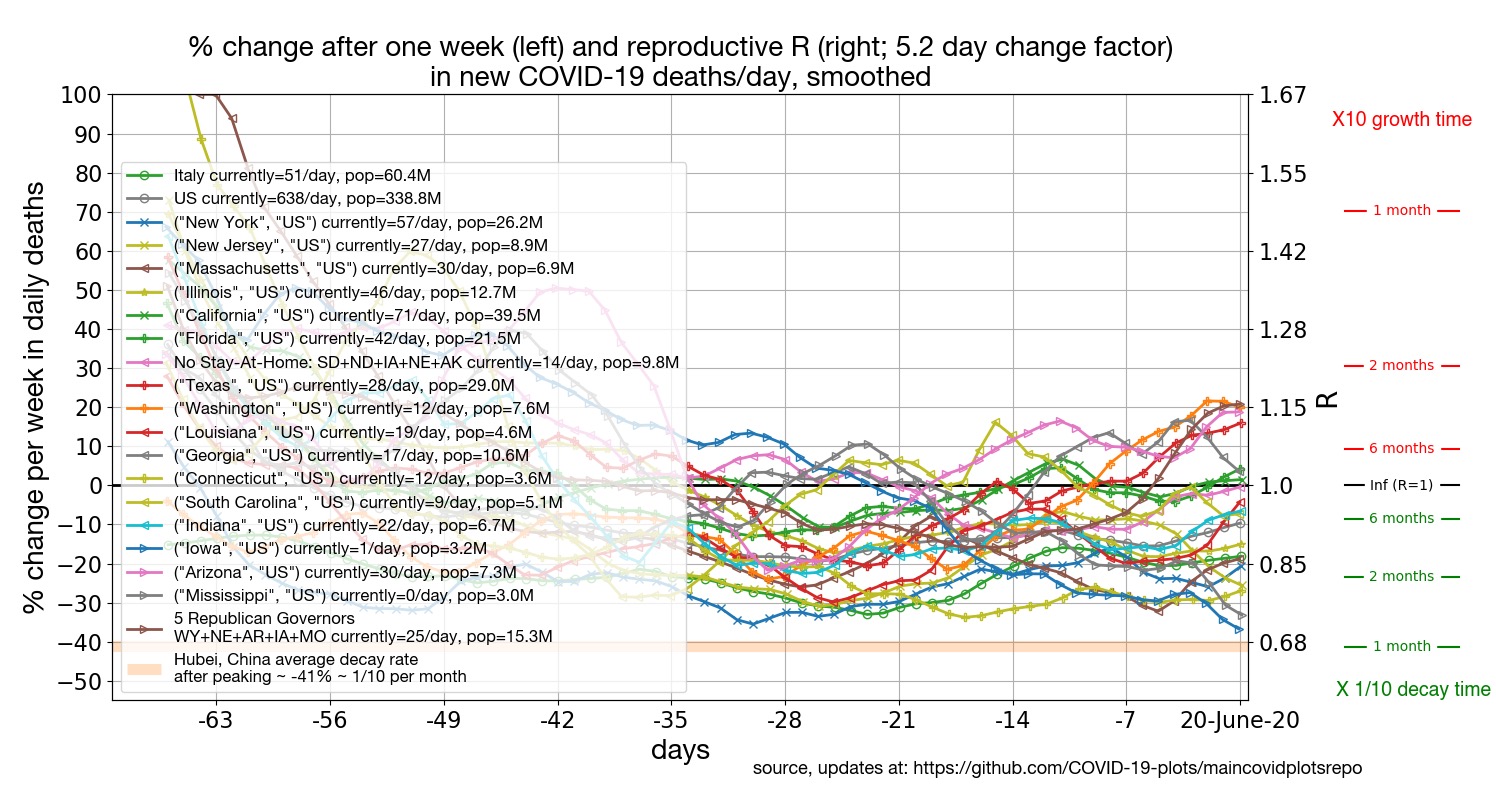 % change after one week (left) and reproductive R (right; 5.2 day change factor)
in new COVID-19 deaths/day, smoothed
% change per week in daily deaths
100
90
80
70
60
50
40
30
20
10
0
−10
−20
−30
−40
−50
Italy currently=51/day, pop=60.4M
US currently=638/day, pop=338.8M
("New York", "US") currently=57/day, pop=26.2M
("New Jersey", "US") currently=27/day, pop=8.9M
("Massachusetts", "US") currently=30/day, pop=6.9M
("Illinois", "US") currently=46/day, pop=12.7M
("California", "US") currently=71/day, pop=39.5M
("Florida", "US") currently=42/day, pop=21.5M
No Stay-At-Home: SD+ND+IA+NE+AK currently=14/day, pop=9.8M
("Texas", "US") currently=28/day, pop=29.0M
("Washington", "US") currently=12/day, pop=7.6M
("Louisiana", "US") currently=19/day, pop=4.6M
("Georgia", "US") currently=17/day, pop=10.6M
("Connecticut", "US") currently=12/day, pop=3.6M
("South Carolina", "US") currently=9/day, pop=5.1M
("Indiana", "US") currently=22/day, pop=6.7M
("Iowa", "US") currently=1/day, pop=3.2M
("Arizona", "US") currently=30/day, pop=7.3M
("Mississippi", "US") currently=0/day, pop=3.0M
5 Republican Governors
WY+NE+AR+IA+MO currently=25/day, pop=15.3M
Hubei, China average decay rate
after peaking ~ -41% ~ 1/10 per month
1.67
1.55
1.42
1.28
1.15
1.0
0.85
0.68
R
X10 growth time
1 month
2 months
6 months
Inf (R=1)
6 months
2 months
1 month
X 1/10 decay time
-63
-56
-49
-42
-35
-28
-21
-14
-7
20-June-20
days
source, updates at: https://github.com/COVID-19-plots/maincovidplotsrepo